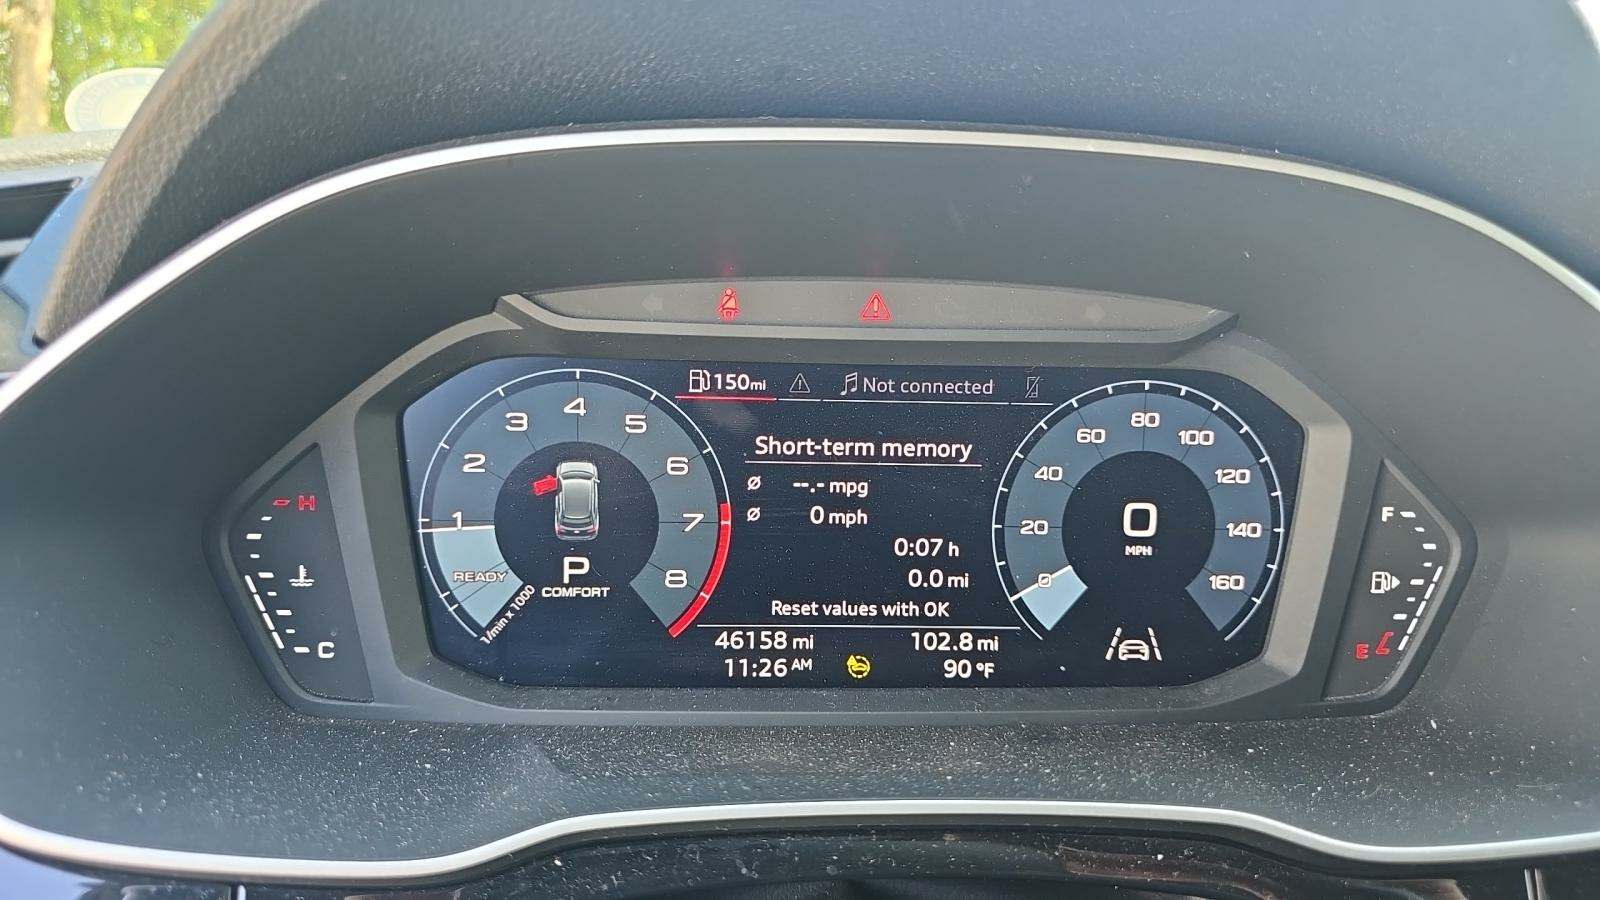 150mi
Not connected
Short-term memory
Ø --.- mpg
Ø 0 mph
0:07 h
0.0 mi
Reset values with OK
46158 mi
102.8 mi
11:26 AM
90 °F
1
2
3
4
5
6
7
8
READY
1/min x 1000
P
COMFORT
0
20
40
60
80
100
120
140
160
0
MPH
H
C
F
E